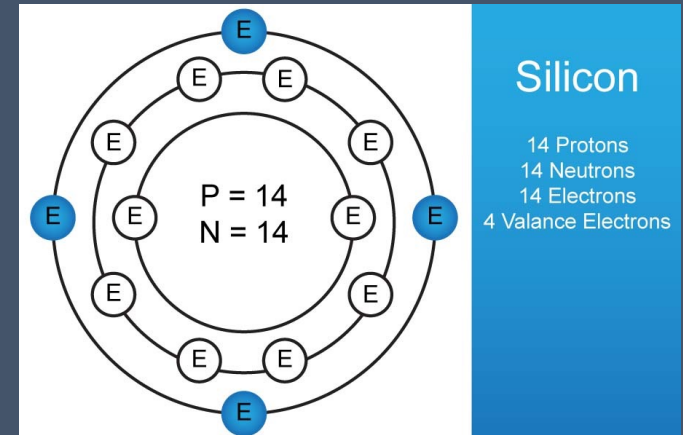 E
E E
E E
P = 14
E E
N = 14
E E
E E
E E
E
Silicon
14 Protons
14 Neutrons
14 Electrons
4 Valance Electrons